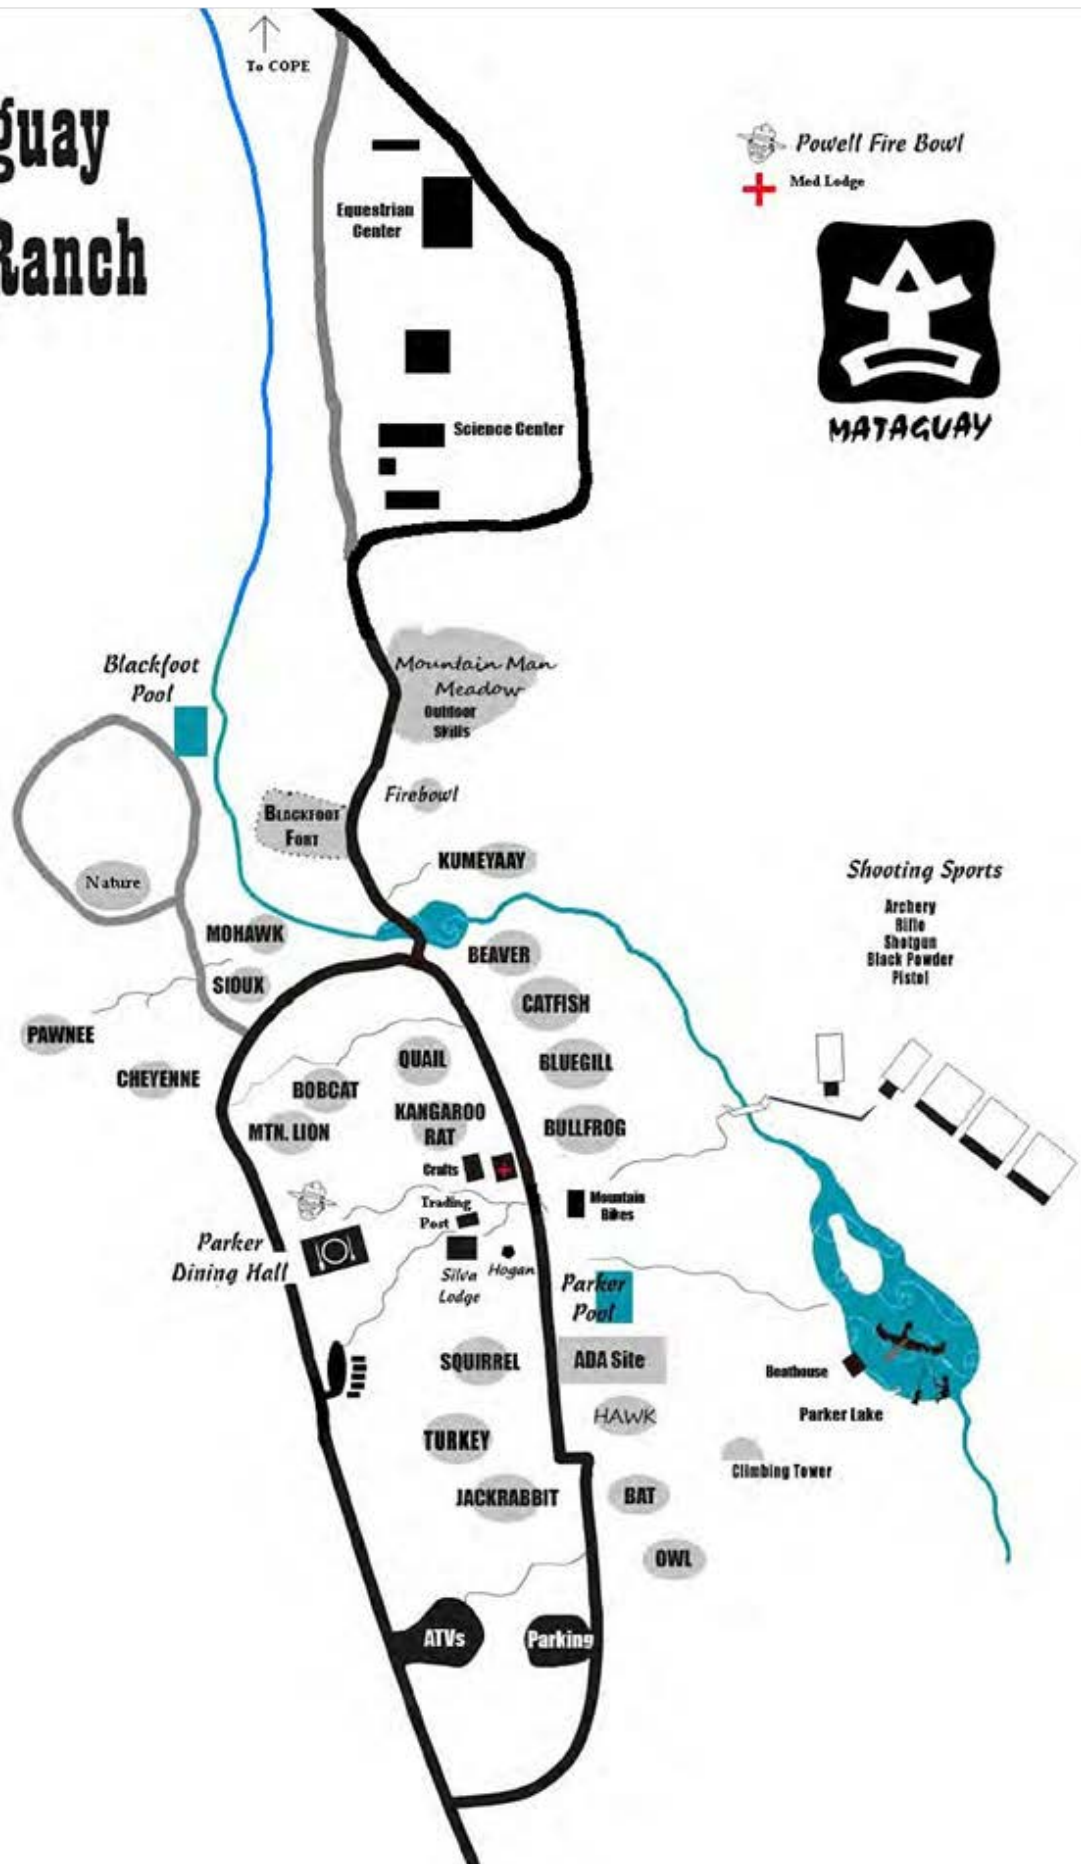 To COPE
guay
Ranch
Powell Fire Bowl
Med Lodge
MATAGUAY
Equestrian
Center
Science Center
Mountain Man
Meadow
Outdoor
Skills
Blackfoot
Pool
Firebowl
BLACKFOOT
FORT
KUMEYAAY
Nature
Shooting Sports
Archery
Rifle
Shotgun
Black Powder
Pistol
MOHAWK
BEAVER
SIOUX
CATFISH
PAWNEE
CHEYENNE
QUAIL
BLUEGILL
BOBCAT
KANGAROO
RAT
MTN. LION
BULLFROG
Crafts
Trading
Post
Mountain
Bikes
Parker
Dining Hall
Silva
Lodge
Hogan
Parker
Pool
SQUIRREL
ADA Site
Boathouse
Parker Lake
HAWK
TURKEY
Climbing Tower
JACKRABBIT
BAT
OWL
ATVs
Parking